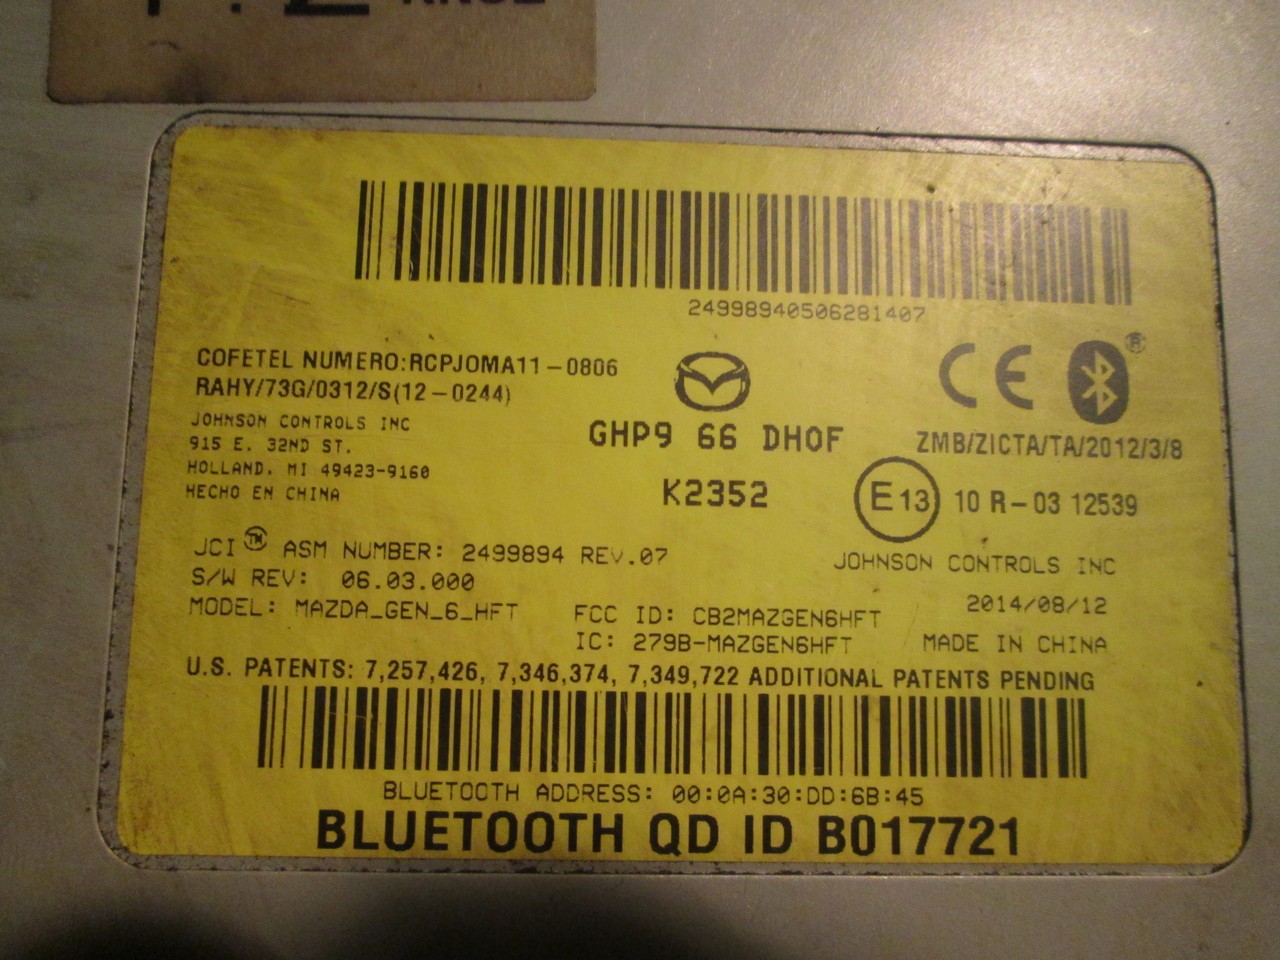 24998940506281407
COFETEL NUMERO:RCPJOMA11-0806
RAHY/73G/0312/S(12-0244)
JOHNSON CONTROLS INC
915 E. 32ND ST.
HOLLAND, MI 49423-9160
HECHO EN CHINA
GHP9 66 DH0F
K2352
CE
®
ZMB/ZICTA/TA/2012/3/8
E13 10 R-03 12539
JCI™ ASM NUMBER: 2499894 REV.07
S/W REV: 06.03.000
MODEL: MAZDA_GEN_6_HFT
JOHNSON CONTROLS INC
2014/08/12
FCC ID: CB2MAZGEN6HFT
IC: 279B-MAZGEN6HFT
MADE IN CHINA
U.S. PATENTS: 7,257,426, 7,346,374, 7,349,722 ADDITIONAL PATENTS PENDING
BLUETOOTH ADDRESS: 00:0A:30:DD:6B:45
BLUETOOTH QD ID B017721